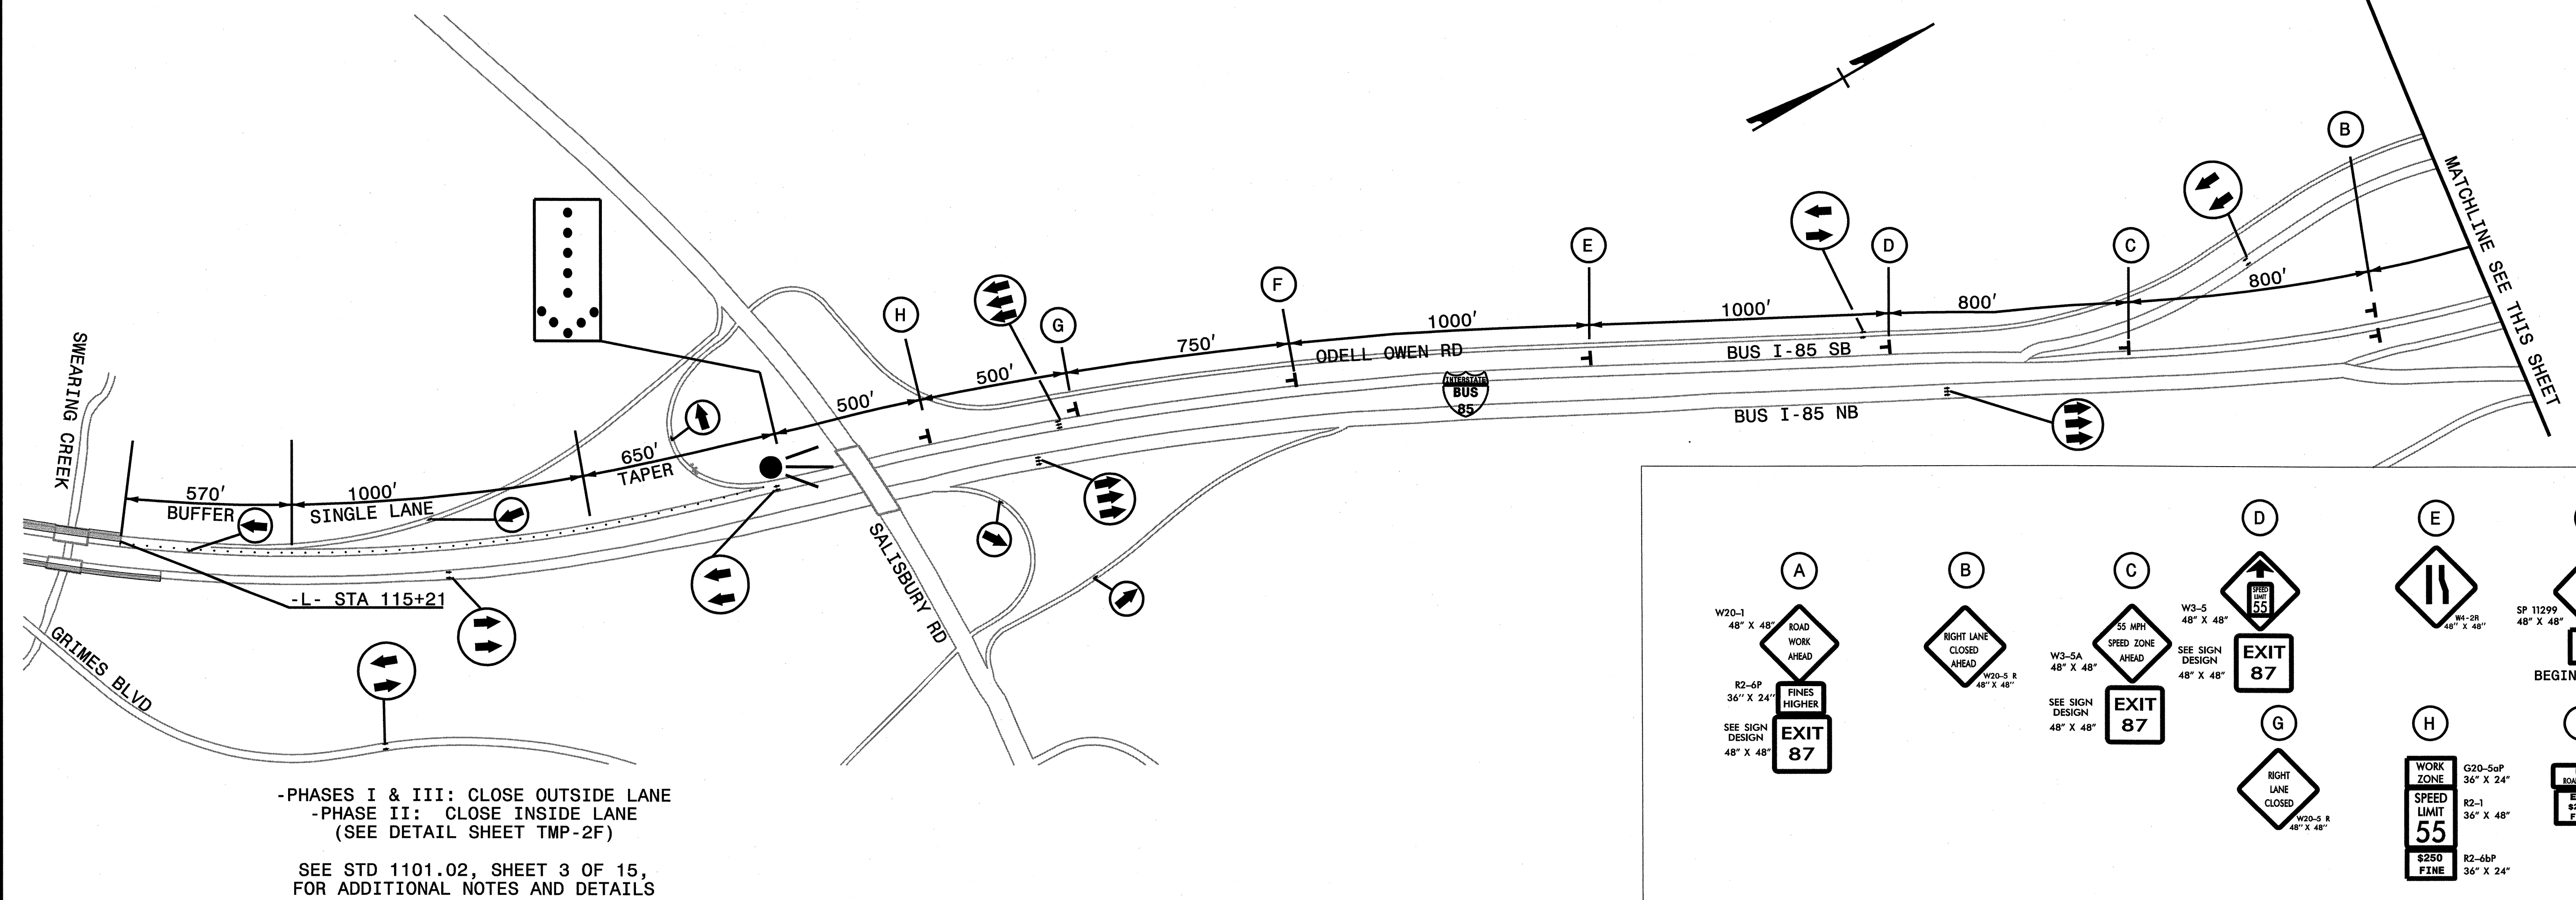 B
MATCHLINE SEE THIS SHEET
E
D
C
F
H
G
800'
800'
1000'
1000'
750'
500'
500'
ODELL OWEN RD
BUS I-85 SB
INTERSTATE
BUS
85
BUS I-85 NB
SWEARING CREEK
650'
TAPER
570'
BUFFER
1000'
SINGLE LANE
SALISBURY RD
-L- STA 115+21
GRIMES BLVD
-PHASES I & III: CLOSE OUTSIDE LANE
-PHASE II: CLOSE INSIDE LANE
(SEE DETAIL SHEET TMP-2F)
SEE STD 1101.02, SHEET 3 OF 15,
FOR ADDITIONAL NOTES AND DETAILS
A
W20-1
48" X 48"
ROAD
WORK
AHEAD
R2-6P
36" X 24"
FINES
HIGHER
SEE SIGN
DESIGN
48" X 48"
EXIT
87
B
RIGHT LANE
CLOSED
AHEAD
W20-5 R
48" X 48"
C
55 MPH
SPEED ZONE
AHEAD
W3-5A
48" X 48"
SEE SIGN
DESIGN
48" X 48"
EXIT
87
D
SPEED
LIMIT
55
W3-5
48" X 48"
SEE SIGN
DESIGN
48" X 48"
EXIT
87
E
W4-2R
48" X 48"
SP 11299
48" X 48"
BEGIN
G
RIGHT
LANE
CLOSED
W20-5 R
48" X 48"
H
WORK
ZONE
G20-5aP
36" X 24"
SPEED
LIMIT
55
R2-1
36" X 48"
$250
FINE
R2-6bP
36" X 24"